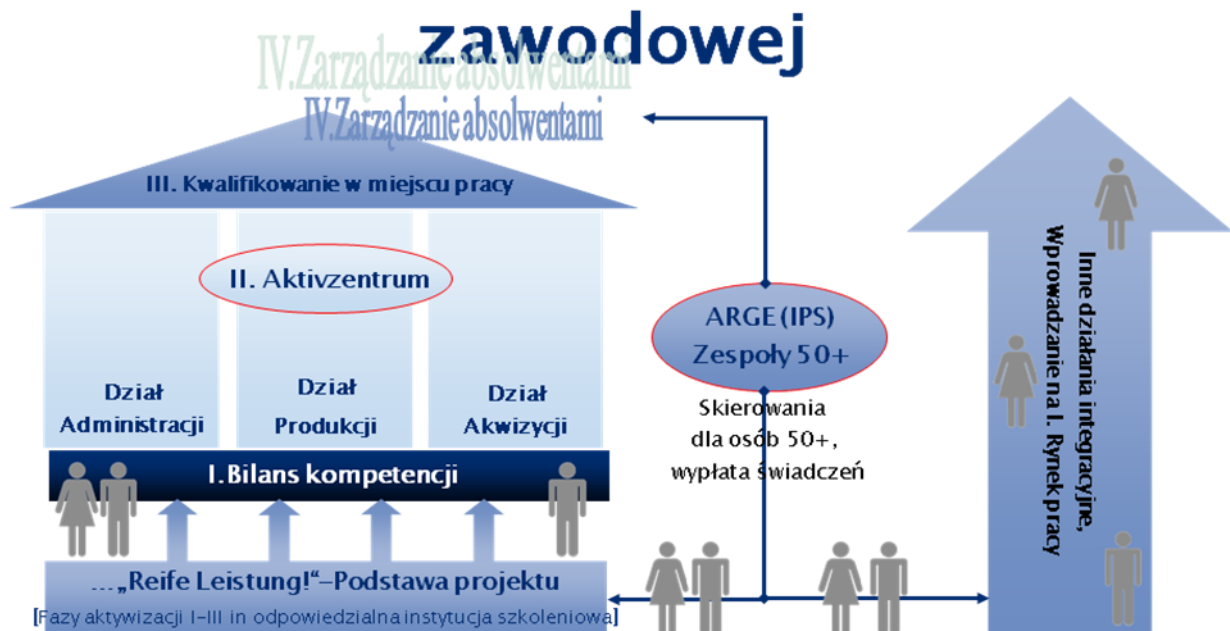 zawodowej
IV.Zarządzanie absolwentami
IV.Zarządzanie absolwentami
III. Kwalifikowanie w miejscu pracy
II. Aktivzentrum
Dział
Administracji
Dział
Produkcji
Dział
Akwizycji
I.Bilans kompetencji
...„Reife Leistung!“–Podstawa projektu
[Fazy aktywizacji I–III in odpowiedzialna instytucja szkoleniowa]
ARGE (IPS)
Zespoły 50+
Skierowania
dla osób 50+,
wypłata świadczeń
Inne działania integracyjne,
Wprowadzanie na I. Rynek pracy